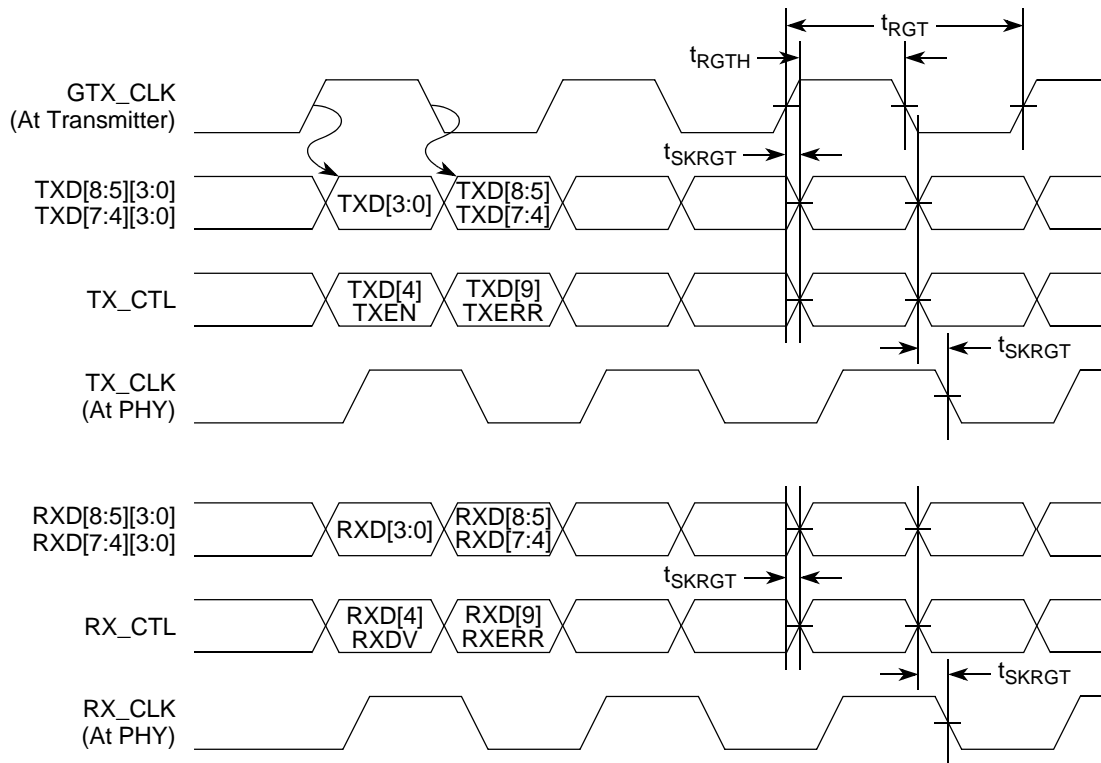 tRGT
tRGTH
GTX_CLK
(At Transmitter)
tSKRGT
TXD[8:5][3:0]
TXD[7:4][3:0]
TXD[3:0]
TXD[8:5]
TXD[7:4]
TX_CTL
TXD[4]
TXEN
TXD[9]
TXERR
tSKRGT
TX_CLK
(At PHY)
RXD[8:5][3:0]
RXD[7:4][3:0]
RXD[3:0]
RXD[8:5]
RXD[7:4]
tSKRGT
RX_CTL
RXD[4]
RXDV
RXD[9]
RXERR
tSKRGT
RX_CLK
(At PHY)